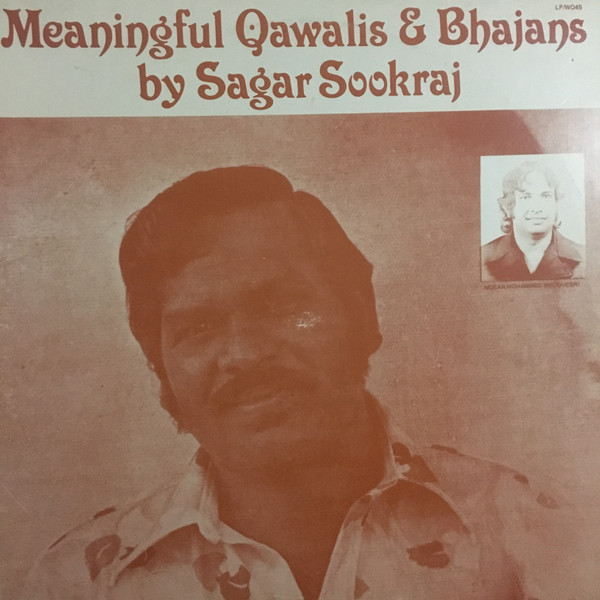 LP/WO45
Meaningful Qawalis & Bhajans
by Sagar Sookraj